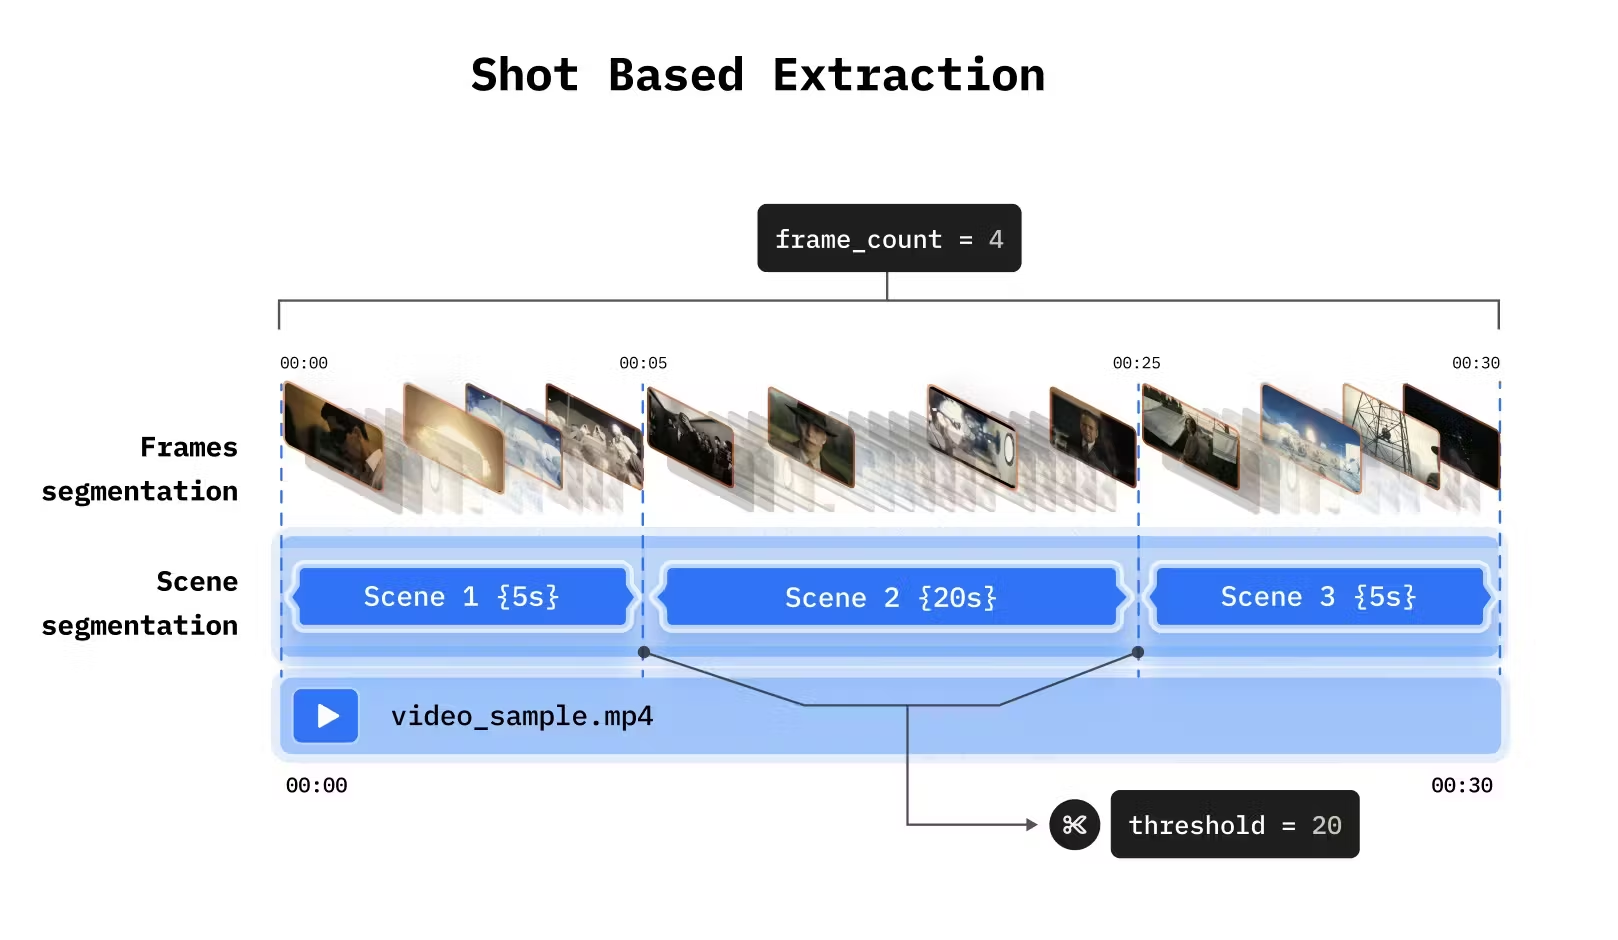 Shot Based Extraction
frame_count = 4
00:00
00:05
00:25
00:30
Frames
segmentation
Scene
segmentation
Scene 1 {5s}
Scene 2 {20s}
Scene 3 {5s}
video_sample.mp4
00:00
00:30
threshold = 20